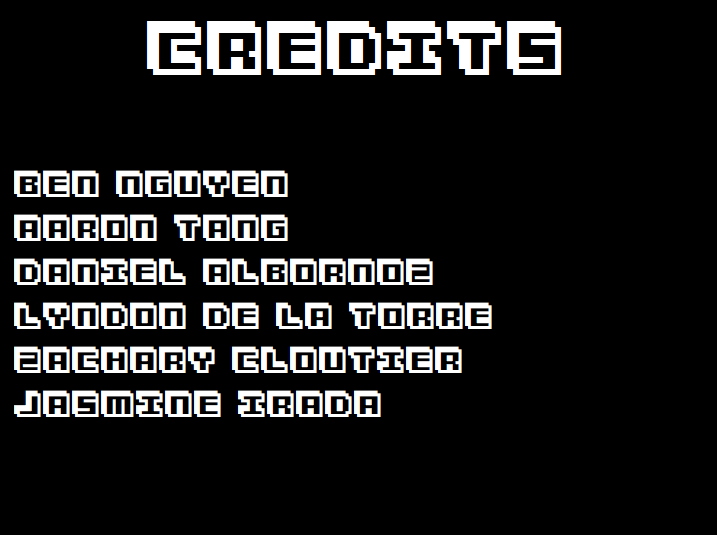 CREDITS
BEN NGUYEN
AARON TANG
DANIEL ALBORNOZ
LYNDON DE LA TORRE
ZACHARY CLOUTIER
JASMINE IRADA